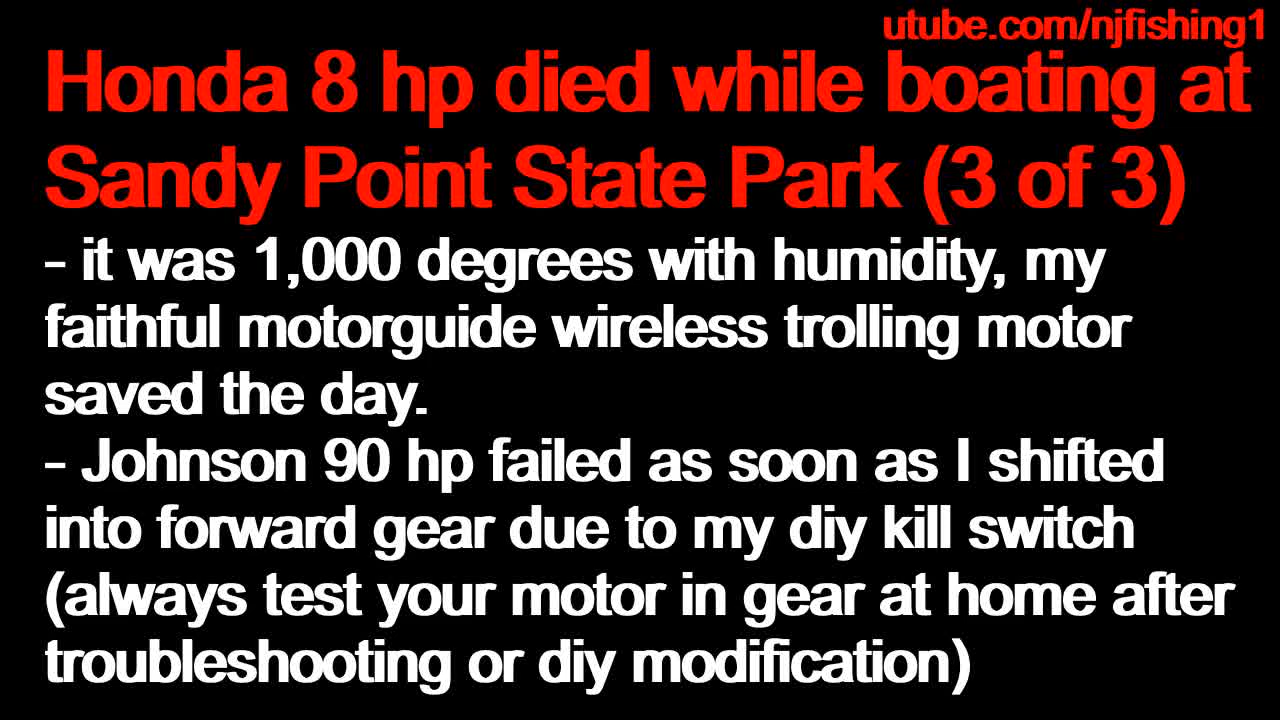 utube.com/njfishing1
Honda 8 hp died while boating at
Sandy Point State Park (3 of 3)
- it was 1,000 degrees with humidity, my
faithful motorguide wireless trolling motor
saved the day.
- Johnson 90 hp failed as soon as I shifted
into forward gear due to my diy kill switch
(always test your motor in gear at home after
troubleshooting or diy modification)